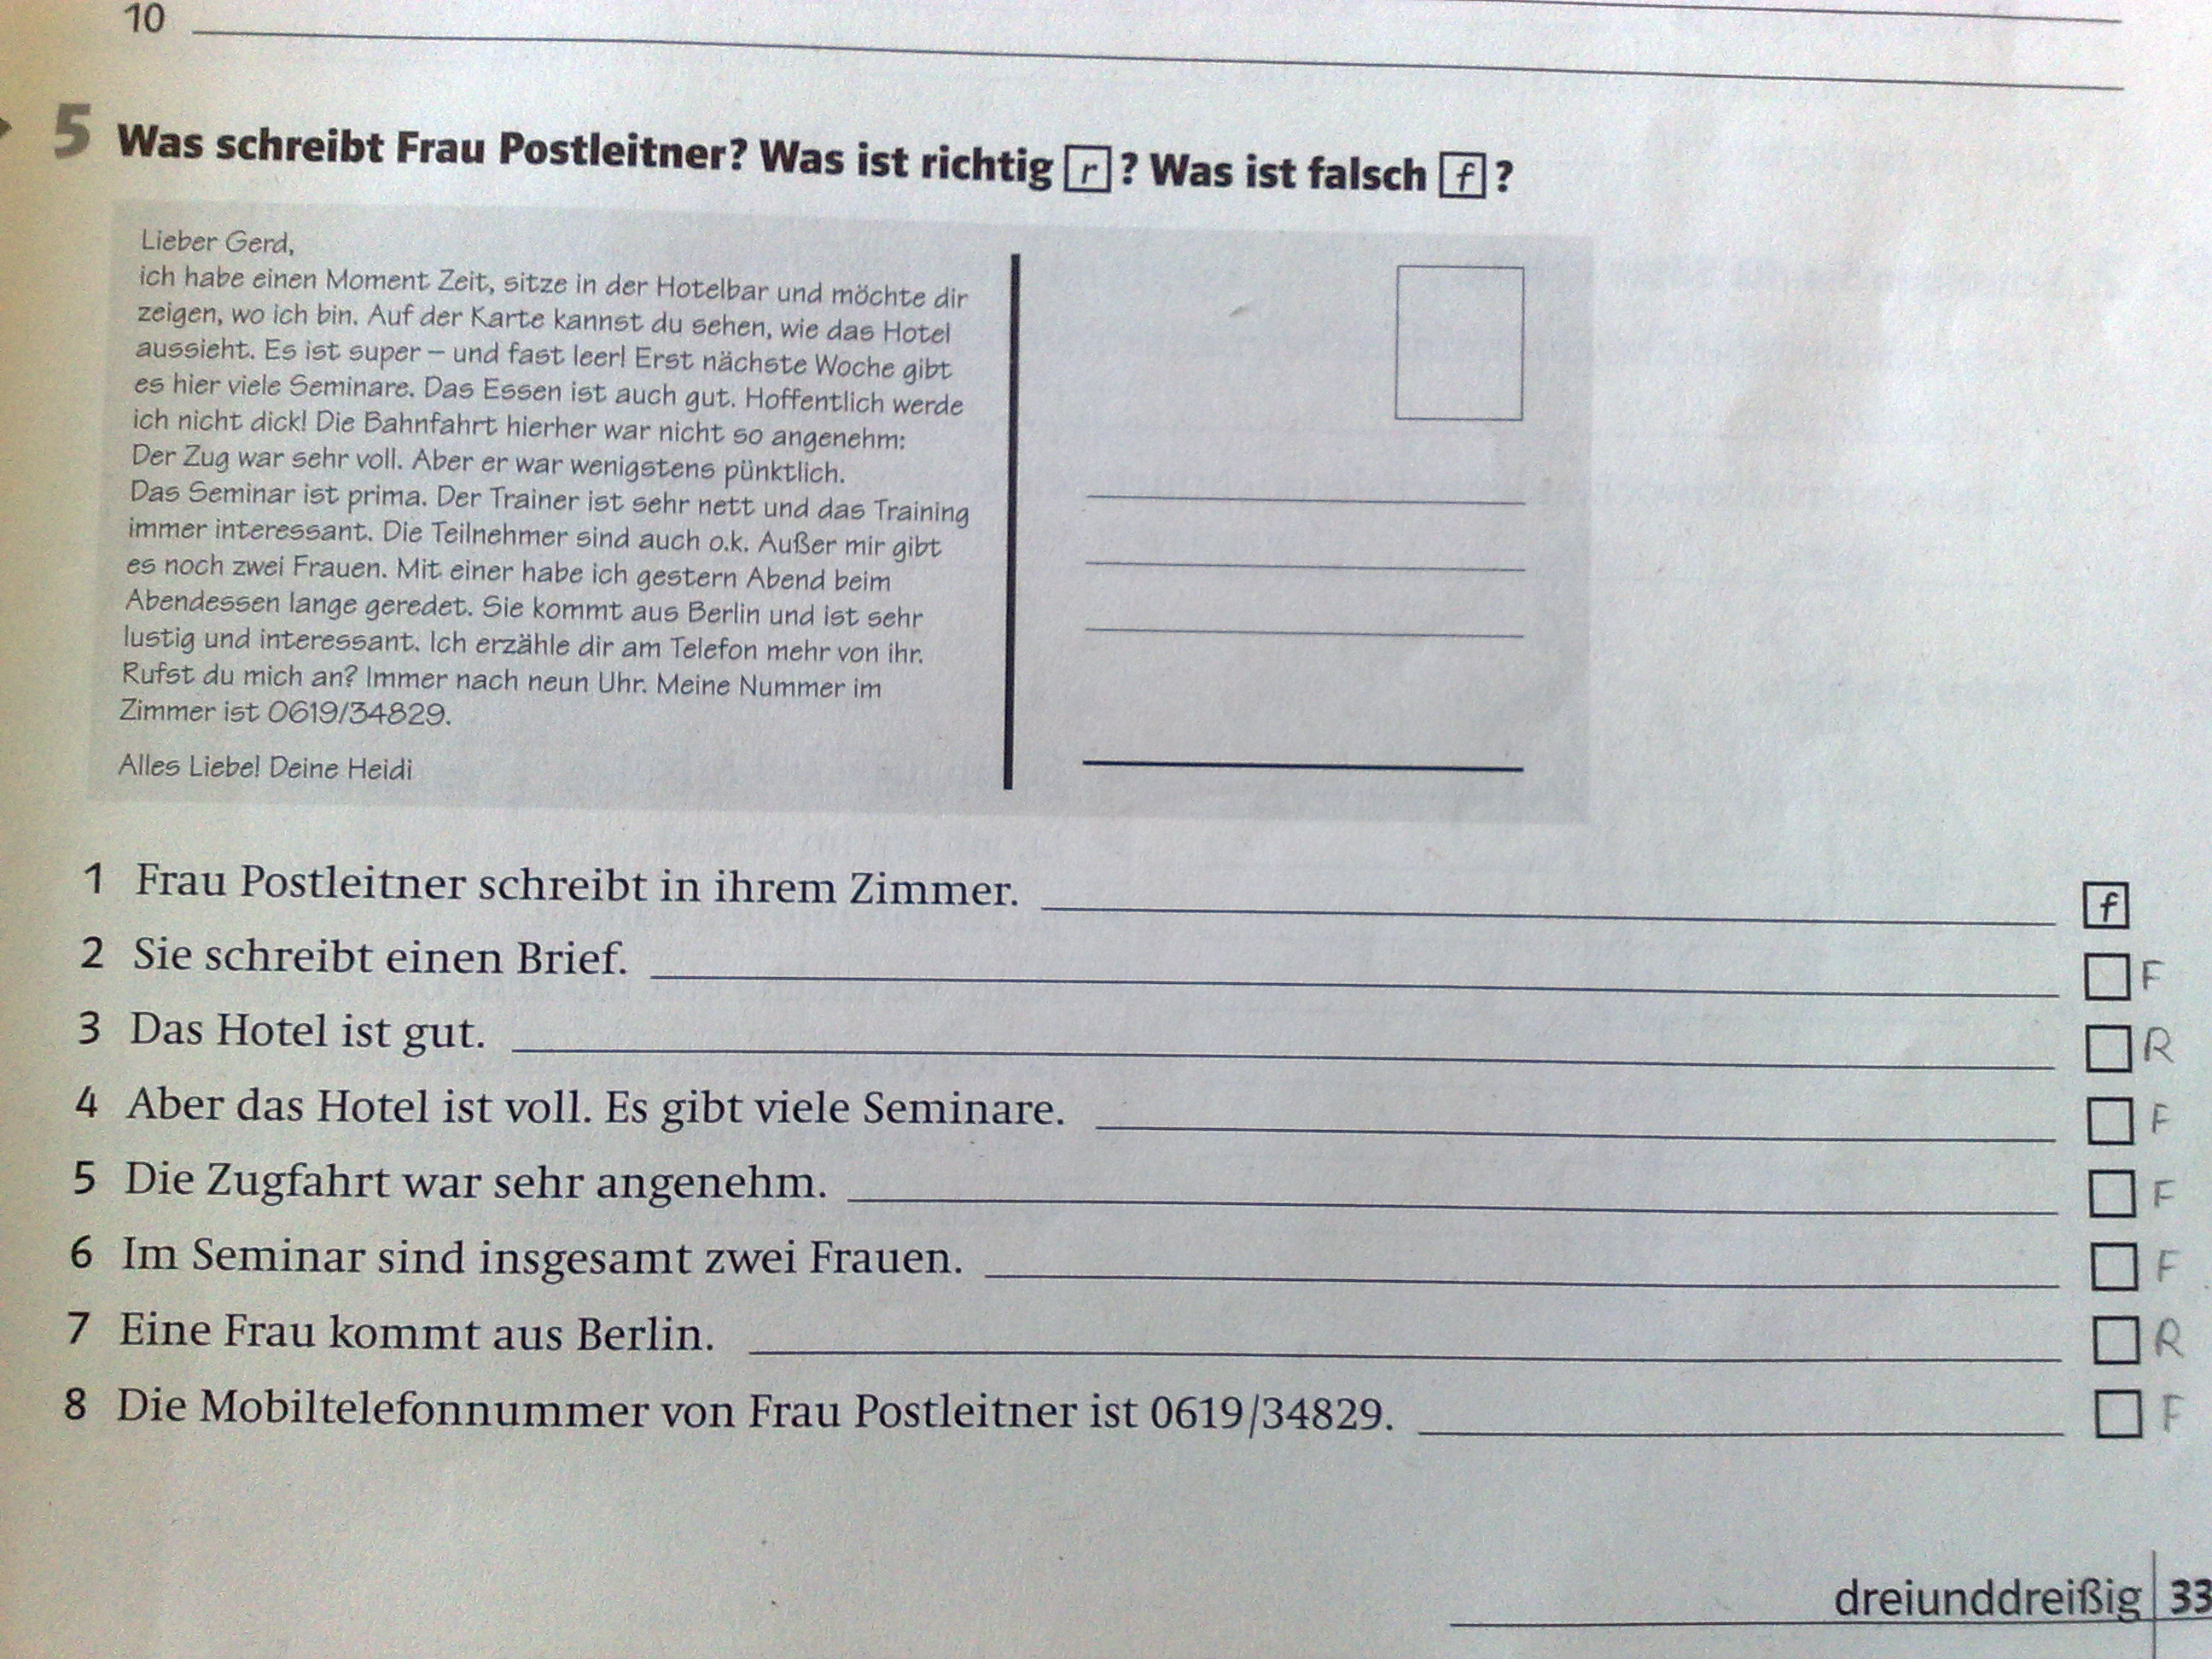 10
5 Was schreibt Frau Postleitner? Was ist richtig r ? Was ist falsch f ?
Lieber Gerd,
ich habe einen Moment Zeit, sitze in der Hotelbar und möchte dir
zeigen, wo ich bin. Auf der Karte kannst du sehen, wie das Hotel
aussieht. Es ist super – und fast leer! Erst nächste Woche gibt
es hier viele Seminare. Das Essen ist auch gut. Hoffentlich werde
ich nicht dick! Die Bahnfahrt hierher war nicht so angenehm:
Der Zug war sehr voll. Aber er war wenigstens pünktlich.
Das Seminar ist prima. Der Trainer ist sehr nett und das Training
immer interessant. Die Teilnehmer sind auch o.k. Außer mir gibt
es noch zwei Frauen. Mit einer habe ich gestern Abend beim
Abendessen lange geredet. Sie kommt aus Berlin und ist sehr
lustig und interessant. Ich erzähle dir am Telefon mehr von ihr.
Rufst du mich an? Immer nach neun Uhr. Meine Nummer im
Zimmer ist 0619/34829.
Alles Liebe! Deine Heidi
1 Frau Postleitner schreibt in ihrem Zimmer. f
2 Sie schreibt einen Brief. F
3 Das Hotel ist gut. R
4 Aber das Hotel ist voll. Es gibt viele Seminare. F
5 Die Zugfahrt war sehr angenehm. F
6 Im Seminar sind insgesamt zwei Frauen. F
7 Eine Frau kommt aus Berlin. R
8 Die Mobiltelefonnummer von Frau Postleitner ist 0619/34829. F
dreiunddreißig 33